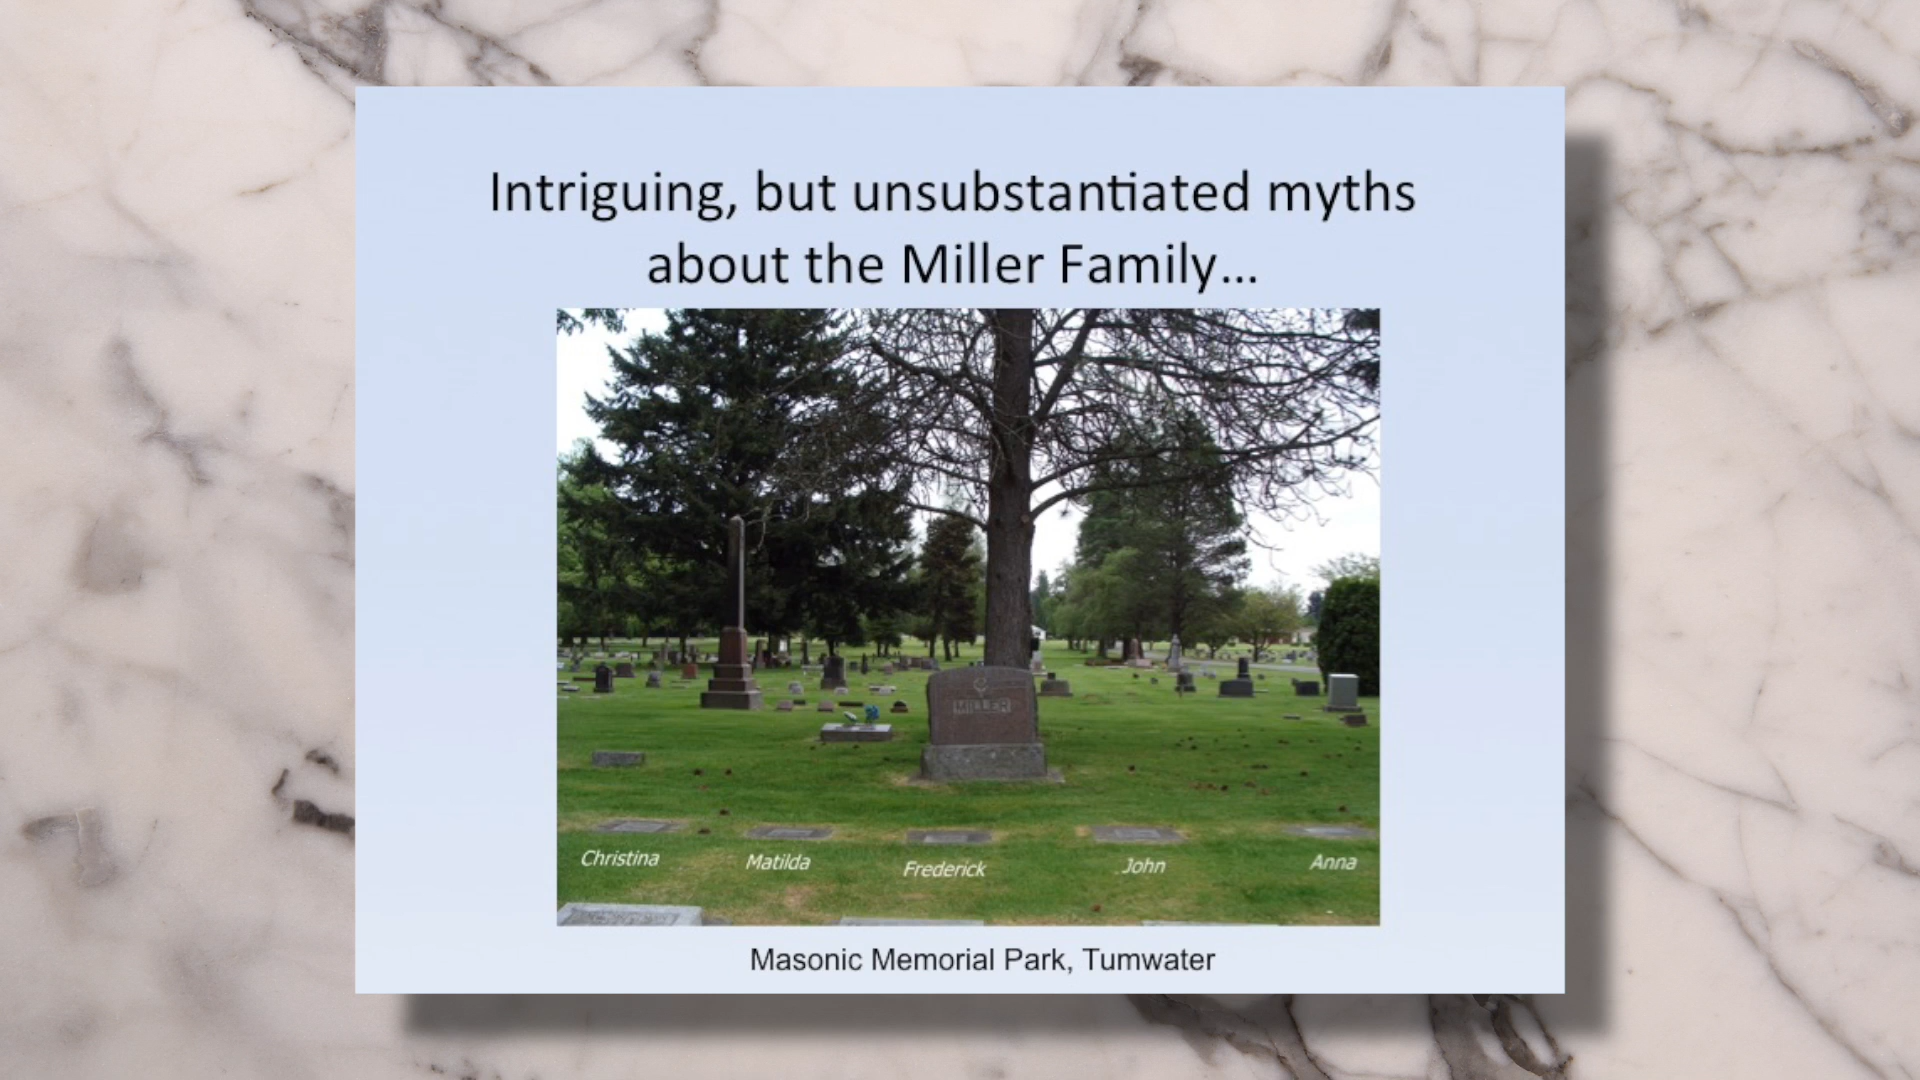 Intriguing, but unsubstantiated myths
about the Miller Family...
MILLER
Christina
Matilda
Frederick
John
Anna
Masonic Memorial Park, Tumwater